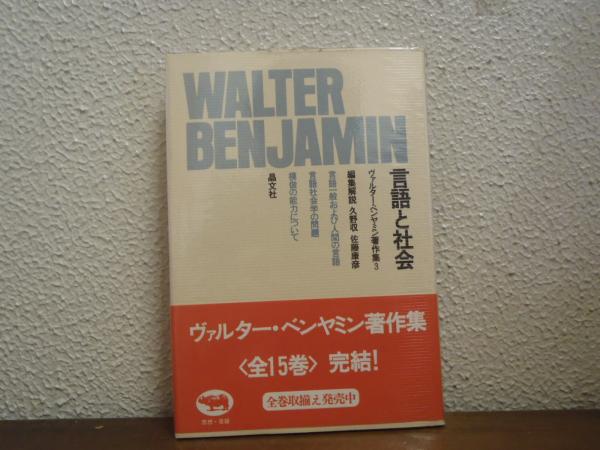 WALTER
BENJAMIN
言語と社会
ヴァルター・ベンヤミン著作集3
編集解説 久野収 佐藤康彦
言語一般および人間の言語
言語社会学の問題
模倣の能力について
晶文社
ヴァルター・ベンヤミン著作集
〈全15巻〉完結!
全巻取揃え発売中